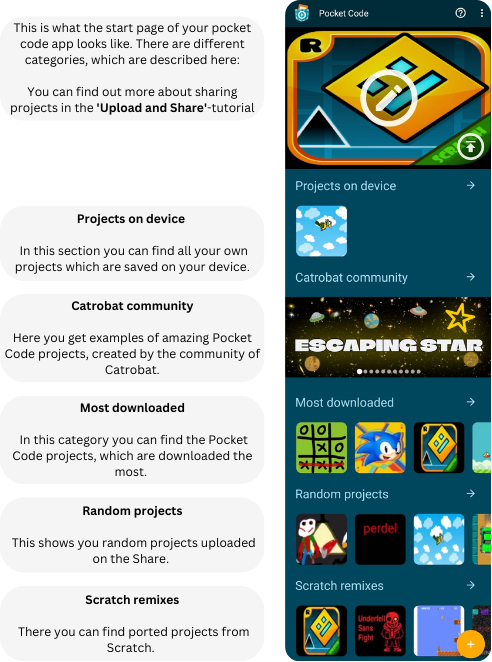 This is what the start page of your pocket
code app looks like. There are different
categories, which are described here:
You can find out more about sharing
projects in the 'Upload and Share'-tutorial
Projects on device
In this section you can find all your own
projects which are saved on your device.
Catrobat community
Here you get examples of amazing Pocket
Code projects, created by the community of
Catrobat.
Most downloaded
In this category you can find the Pocket
Code projects, which are downloaded the
most.
Random projects
This shows you random projects uploaded
on the Share.
Scratch remixes
There you can find ported projects from
Scratch.
Pocket Code
R
Projects on device
Catrobat community
ESCAPING STAR
Most downloaded
Random projects
perdel
Scratch remixes
Underfell
Sans
Fight